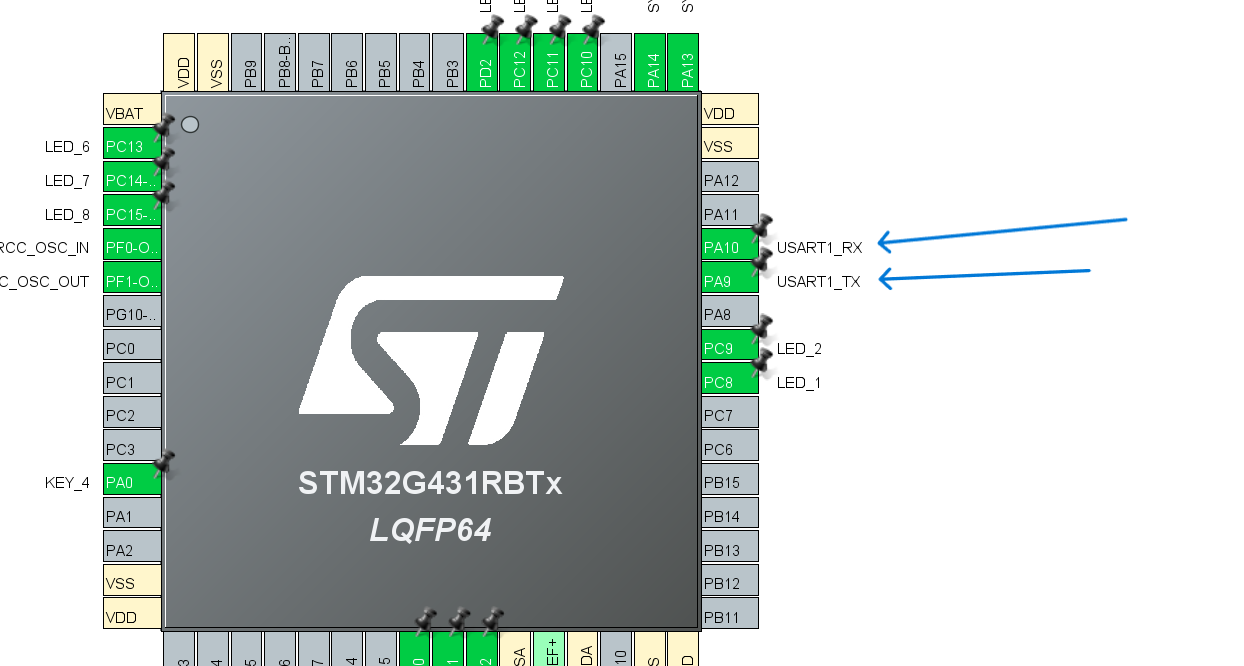 VDD VSS PB9 PB8-B.. PB7 PB6 PB5 PB4 PB3 PD2 PC12 PC11 PC10 PA15 PA14 PA13
VBAT VDD
LED_6 PC13 VSS
LED_7 PC14-.. PA12
LED_8 PC15-.. PA11
RCC_OSC_IN PF0-O.. PA10 USART1_RX
C_OSC_OUT PF1-O.. PA9 USART1_TX
PG10-.. PA8
PC0 PC9 LED_2
PC1 PC8 LED_1
PC2 PC7
PC3 PC6
KEY_4 PA0 STM32G431RBTx PB15
PA1 LQFP64 PB14
PA2 PB13
VSS PB12
VDD PB11